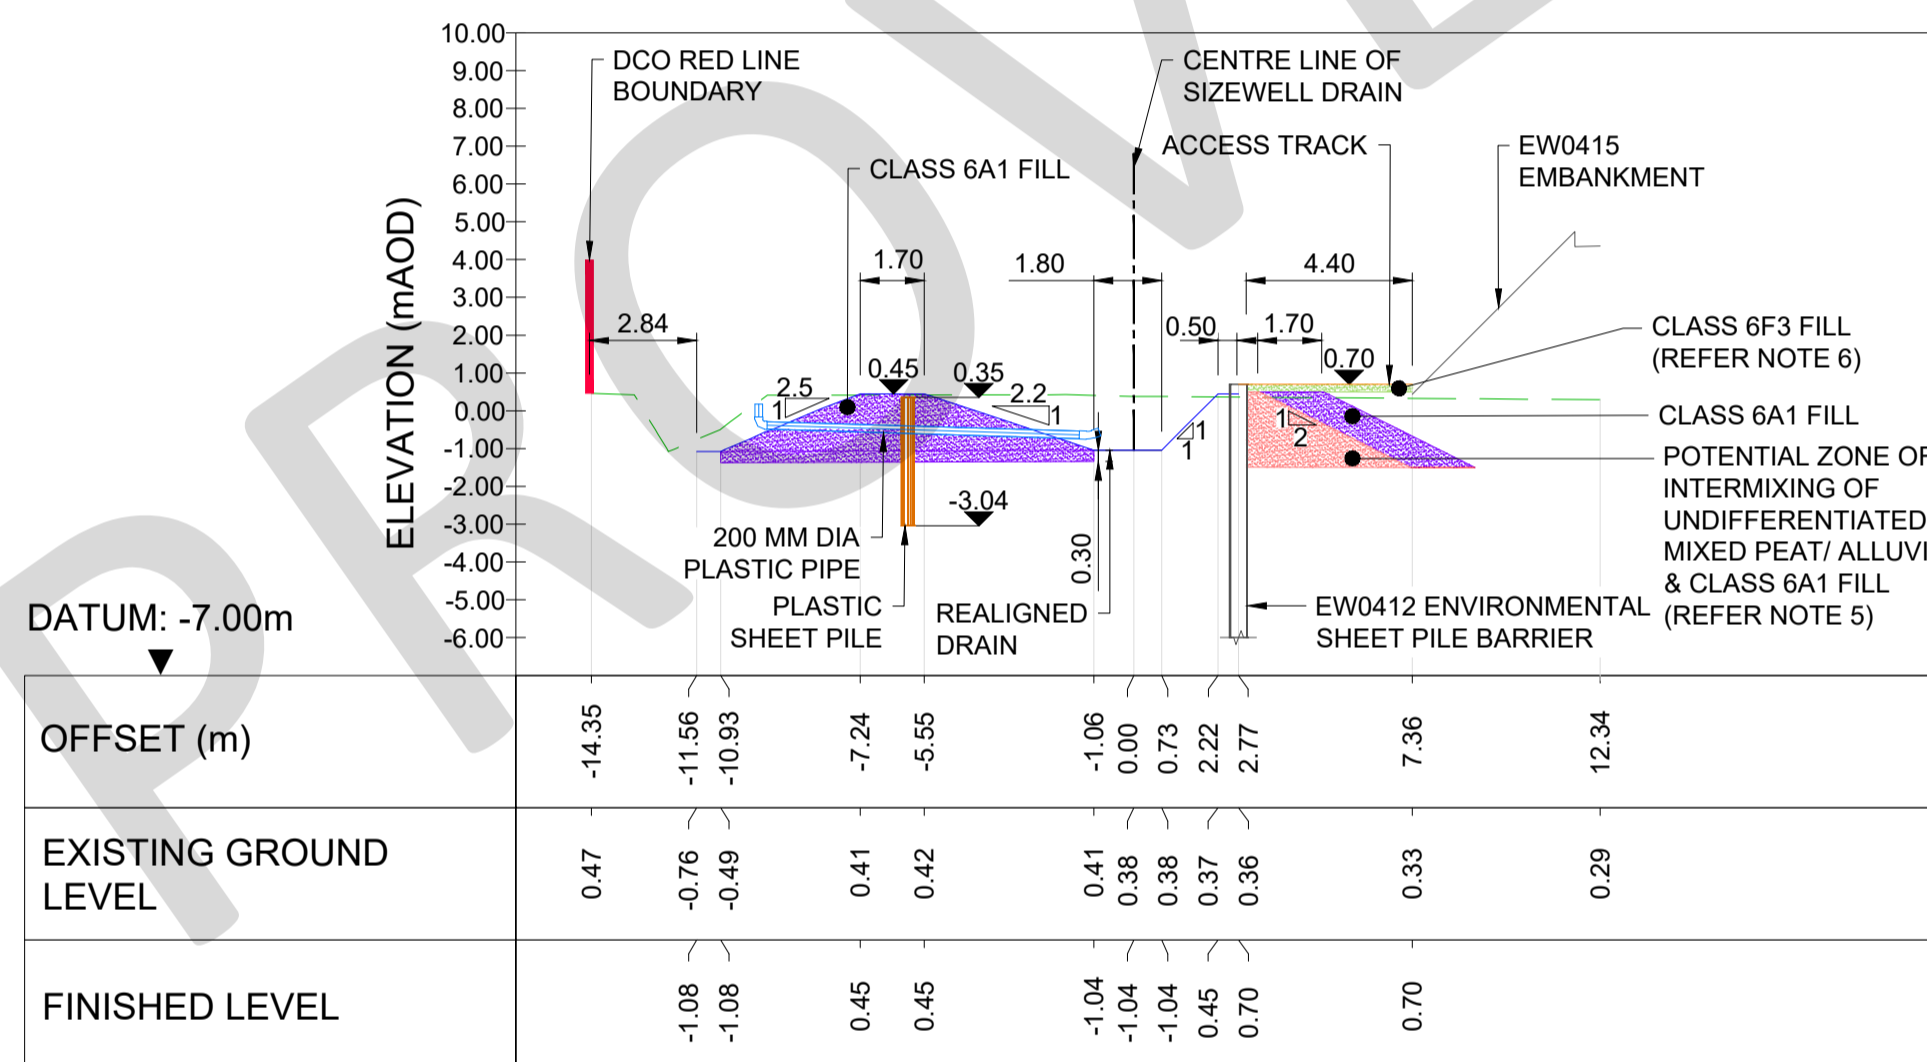 10.00
9.00
8.00
7.00
6.00
5.00
4.00
3.00
2.00
1.00
0.00
-1.00
-2.00
-3.00
-4.00
-5.00
-6.00
ELEVATION (mAOD)
DATUM: -7.00m
DCO RED LINE
BOUNDARY
CLASS 6A1 FILL
CENTRE LINE OF
SIZEWELL DRAIN
ACCESS TRACK
EW0415
EMBANKMENT
2.84
1.70
1.80
4.40
0.50
1.70
CLASS 6F3 FILL
(REFER NOTE 6)
0.45
0.35
0.70
2.5
1
2.2
1
1
1
1
2
CLASS 6A1 FILL
-3.04
0.30
POTENTIAL ZONE OF
INTERMIXING OF
UNDIFFERENTIATED
MIXED PEAT/ ALLUVI
& CLASS 6A1 FILL
(REFER NOTE 5)
200 MM DIA
PLASTIC PIPE
PLASTIC
SHEET PILE
REALIGNED
DRAIN
EW0412 ENVIRONMENTAL
SHEET PILE BARRIER
OFFSET (m)
-14.35
-11.56
-10.93
-7.24
-5.55
-1.06
0.00
0.73
2.22
2.77
7.36
12.34
EXISTING GROUND
LEVEL
0.47
-0.76
-0.49
0.41
0.42
0.41
0.38
0.38
0.37
0.36
0.33
0.29
FINISHED LEVEL
-1.08
-1.08
0.45
0.45
-1.04
-1.04
-1.04
0.45
0.70
0.70
PROVE